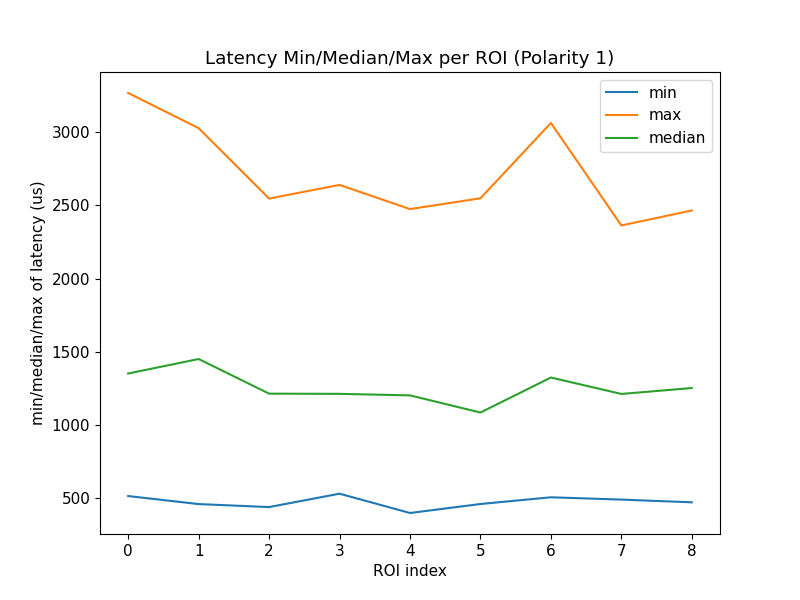 Latency Min/Median/Max per ROI (Polarity 1)
min
max
median
3000
2500
2000
1500
1000
500
min/median/max of latency (us)
0 1 2 3 4 5 6 7 8
ROI index